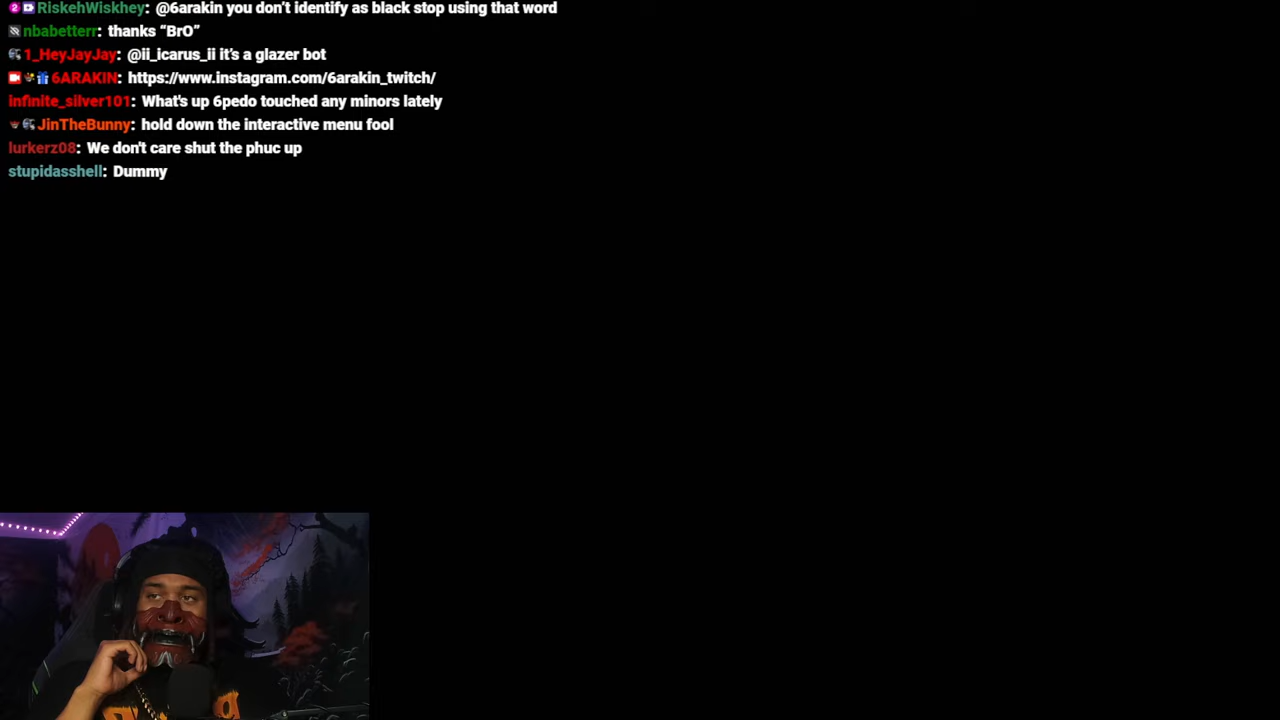 RiskehWiskhey: @6arakin you don’t identify as black stop using that word
nbabetterr: thanks “BrO”
1_HeyJayJay: @ii_icarus_ii it’s a glazer bot
6ARAKIN: https://www.instagram.com/6arakin_twitch/
infinite_silver101: What's up 6pedo touched any minors lately
JinTheBunny: hold down the interactive menu fool
lurkerz08: We don't care shut the phuc up
stupidasshell: Dummy